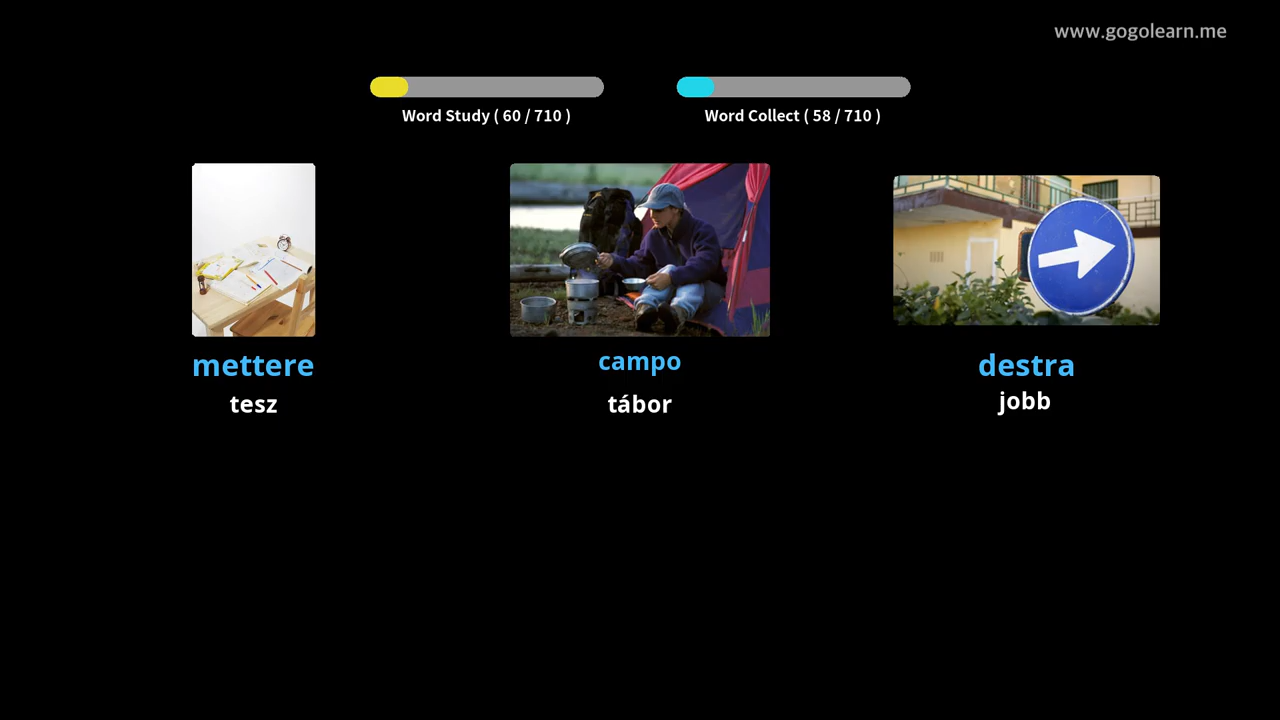 www.gogolearn.me
Word Study ( 60 / 710 )
Word Collect ( 58 / 710 )
mettere
tesz
campo
tábor
destra
jobb